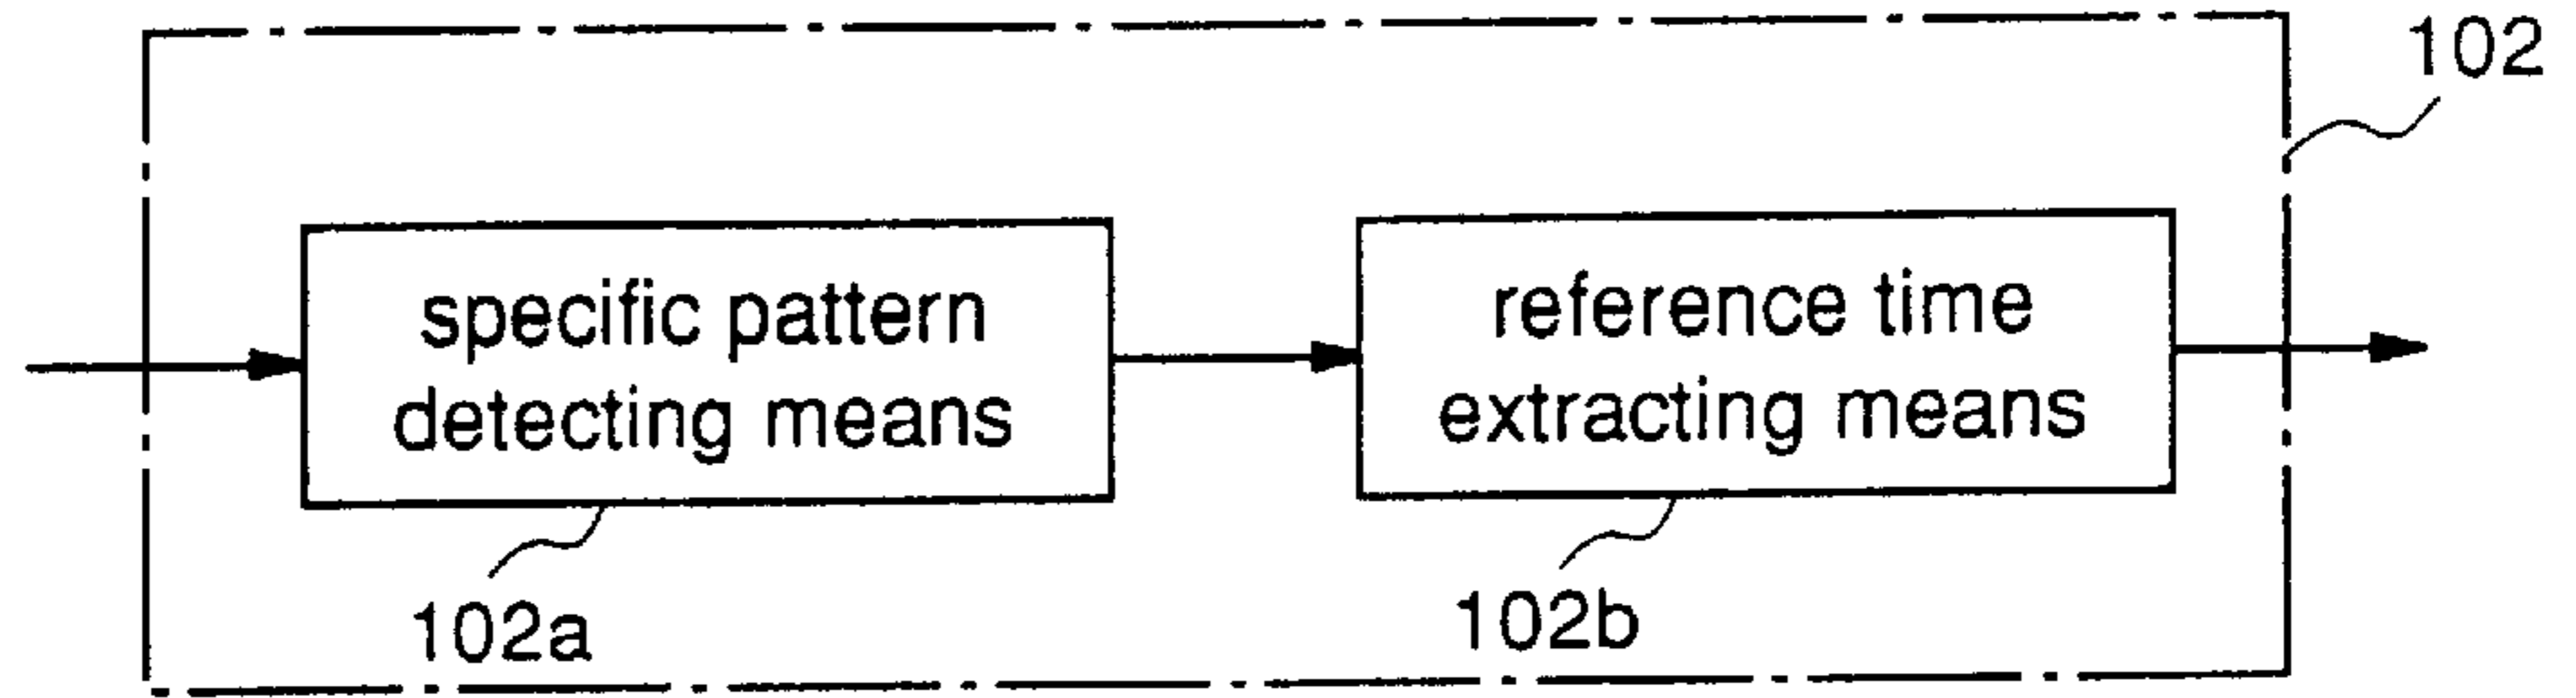 102
specific pattern
detecting means
reference time
extracting means
102a
102b